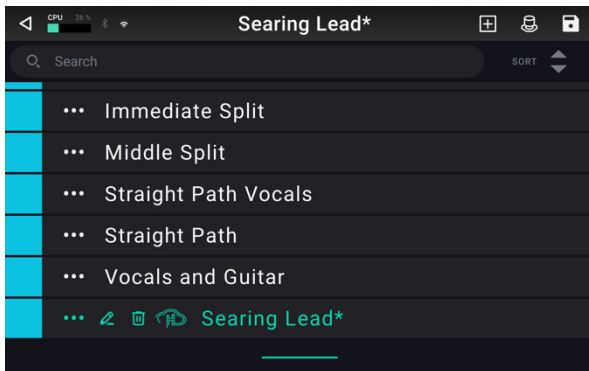 CPU 26 % Searing Lead*
Search SORT
Immediate Split
Middle Split
Straight Path Vocals
Straight Path
Vocals and Guitar
Searing Lead*